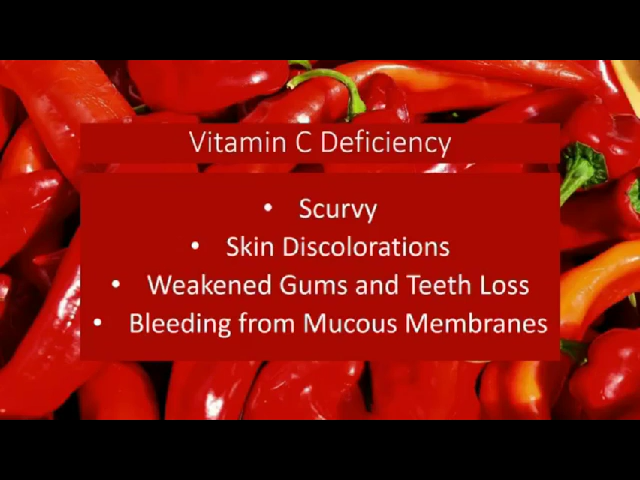 Vitamin C Deficiency
• Scurvy
• Skin Discolorations
• Weakened Gums and Teeth Loss
• Bleeding from Mucous Membranes